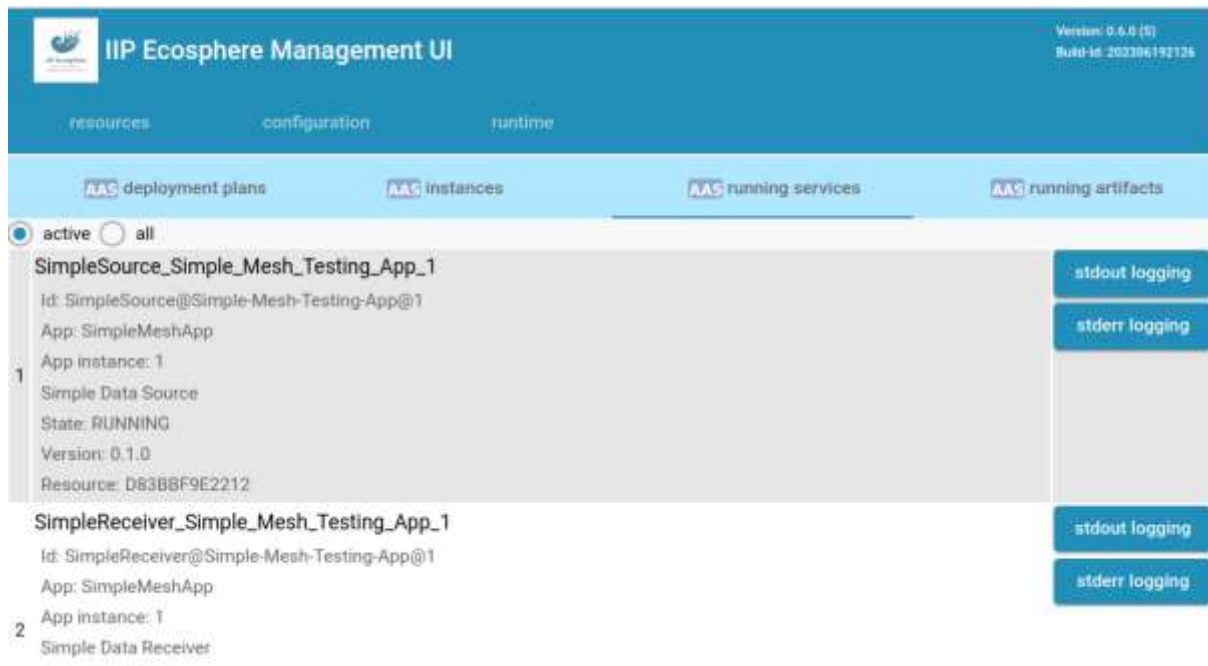 IIP Ecosphere Management UI
Version: 0.6.0 (S)
Build-Id: 202306192126
resources configuration runtime
AAS deployment plans AAS instances AAS running services AAS running artifacts
active all
SimpleSource_Simple_Mesh_Testing_App_1
stdout logging
Id: SimpleSource@Simple-Mesh-Testing-App@1
stderr logging
App: SimpleMeshApp
App instance: 1
1
Simple Data Source
State: RUNNING
Version: 0.1.0
Resource: D83BBF9E2212
SimpleReceiver_Simple_Mesh_Testing_App_1
stdout logging
Id: SimpleReceiver@Simple-Mesh-Testing-App@1
stderr logging
App: SimpleMeshApp
App instance: 1
2
Simple Data Receiver